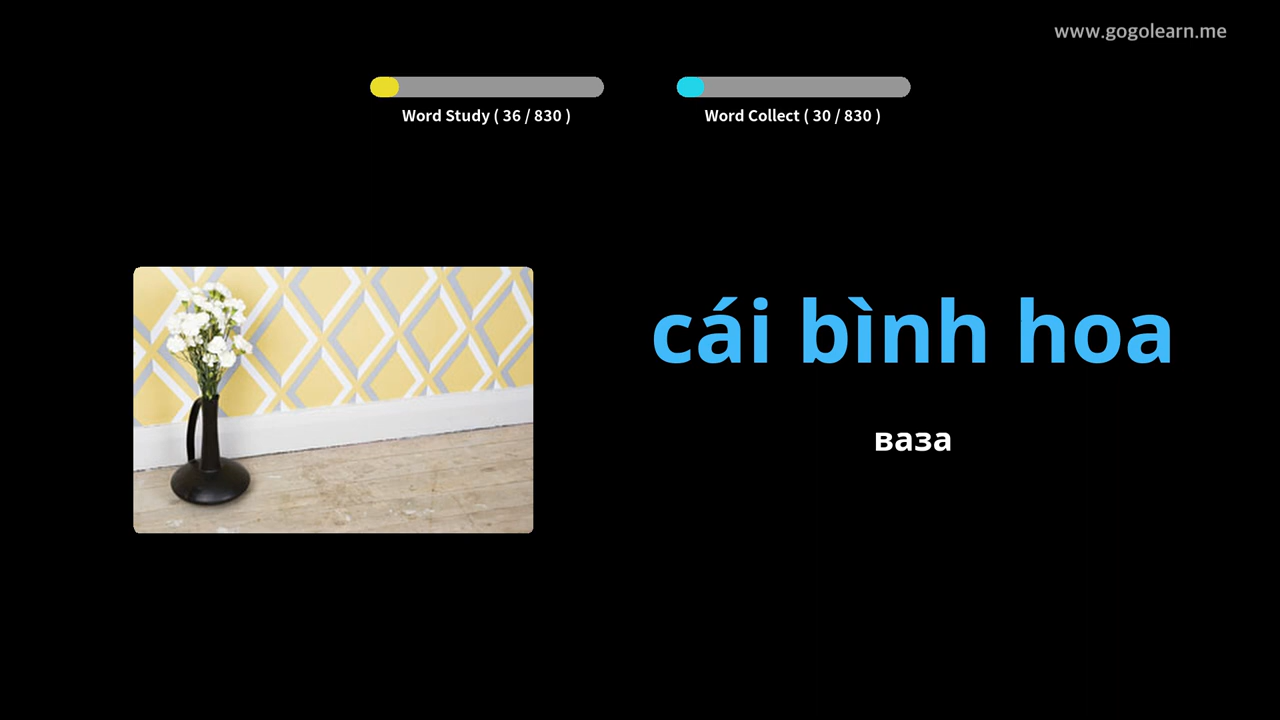 www.gogolearn.me
Word Study ( 36 / 830 )
Word Collect ( 30 / 830 )
cái bình hoa
ваза